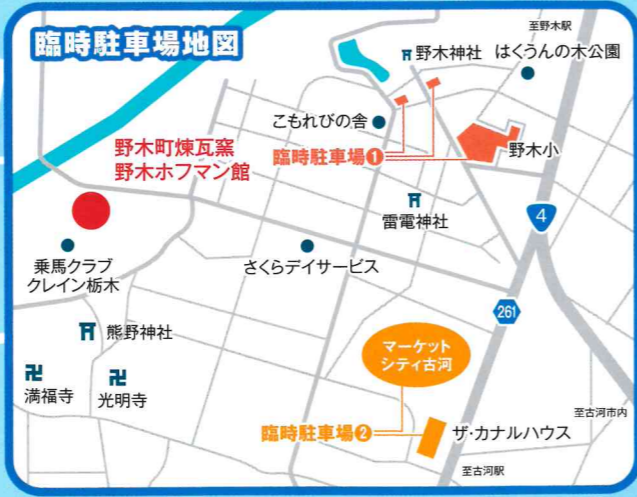 臨時駐車場地図
至野木駅
野木神社
はくうんの木公園
こもれびの舎
臨時駐車場❶
野木小
野木町煉瓦窯
野木ホフマン館
雷電神社
4
乗馬クラブ
クレイン栃木
さくらデイサービス
261
熊野神社
マーケット
シティ古河
満福寺
光明寺
至古河市内
臨時駐車場❷
ザ・カナルハウス
至古河駅